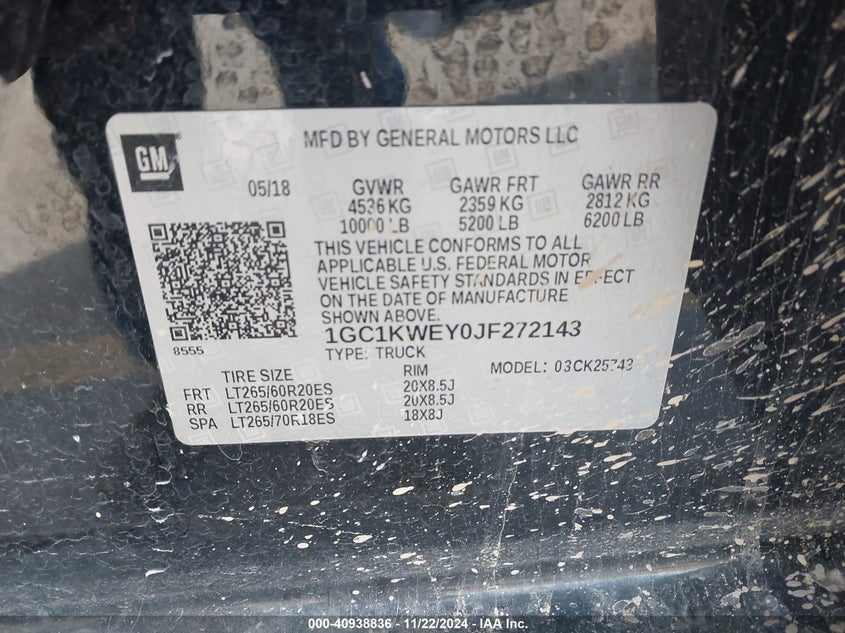 GM
MFD BY GENERAL MOTORS LLC
05/18 GVWR GAWR FRT GAWR RR
4536 KG 2359 KG 2812 KG
10000 LB 5200 LB 6200 LB
THIS VEHICLE CONFORMS TO ALL
APPLICABLE U.S. FEDERAL MOTOR
VEHICLE SAFETY STANDARDS IN EFFECT
ON THE DATE OF MANUFACTURE
SHOWN ABOVE.
1GC1KWEY0JF272143
8555
TYPE: TRUCK
MODEL: 03CK25743
TIRE SIZE RIM
FRT LT265/60R20ES 20X8.5J
RR LT265/60R20ES 20X8.5J
SPA LT265/70R18ES 18X8J
000-40938836 - 11/22/2024 - IAA Inc.